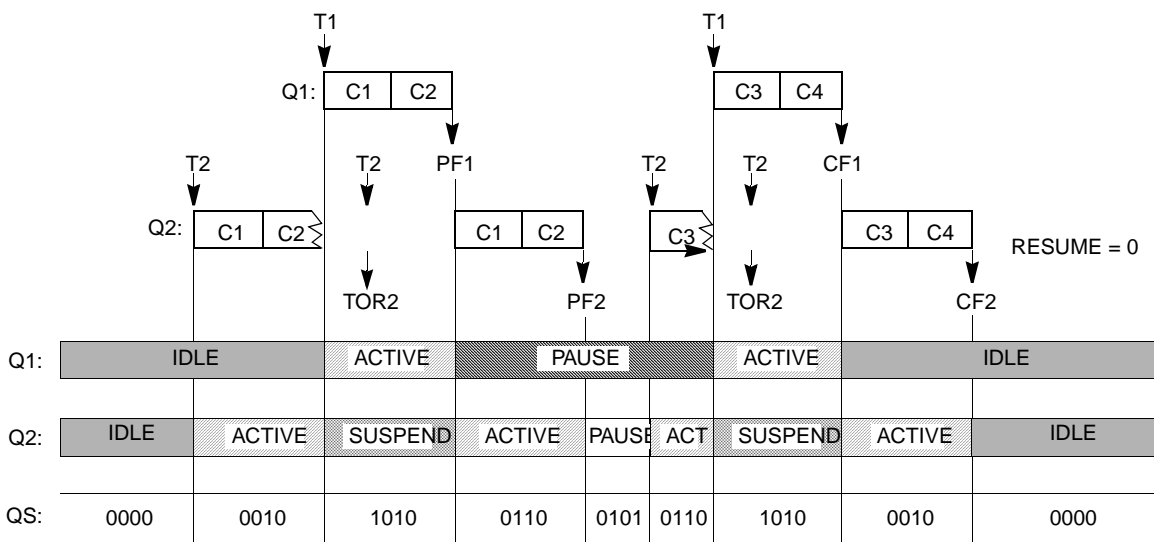 T1 T1
Q1: C1 C2 C3 C4
T2 T2 PF1 T2 T2 CF1
Q2: C1 C2 C1 C2 C3 C3 C4
RESUME = 0
TOR2 PF2 TOR2 CF2
Q1: IDLE ACTIVE PAUSE ACTIVE IDLE
Q2: IDLE ACTIVE SUSPEND ACTIVE PAUSE ACT SUSPEND ACTIVE IDLE
QS: 0000 0010 1010 0110 0101 0110 1010 0010 0000